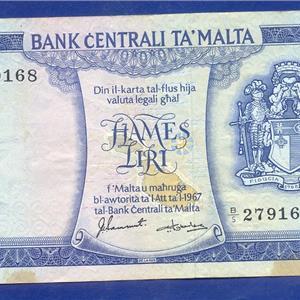 BANK ĊENTRALI TA' MALTA
9168
Din il-karta tal-flus hija
valuta legali għal
ĦAMES
LIRI
f'Malta u maħruġa
bl-awtorità ta' l-Att ta' l-1967
tal-Bank Ċentrali ta' Malta
B/5 27916